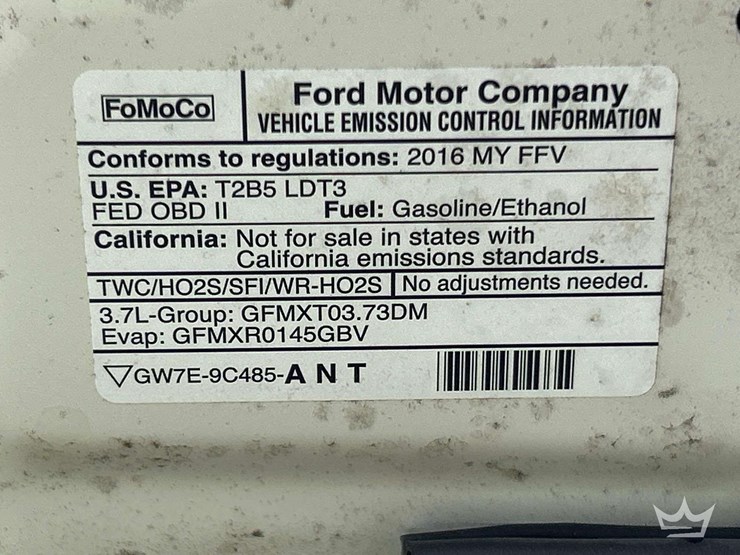 FoMoCo
Ford Motor Company
VEHICLE EMISSION CONTROL INFORMATION
Conforms to regulations: 2016 MY FFV
U.S. EPA: T2B5 LDT3
FED OBD II Fuel: Gasoline/Ethanol
California: Not for sale in states with
California emissions standards.
TWC/HO2S/SFI/WR-HO2S No adjustments needed.
3.7L-Group: GFMXT03.73DM
Evap: GFMXR0145GBV
GW7E-9C485-A N T